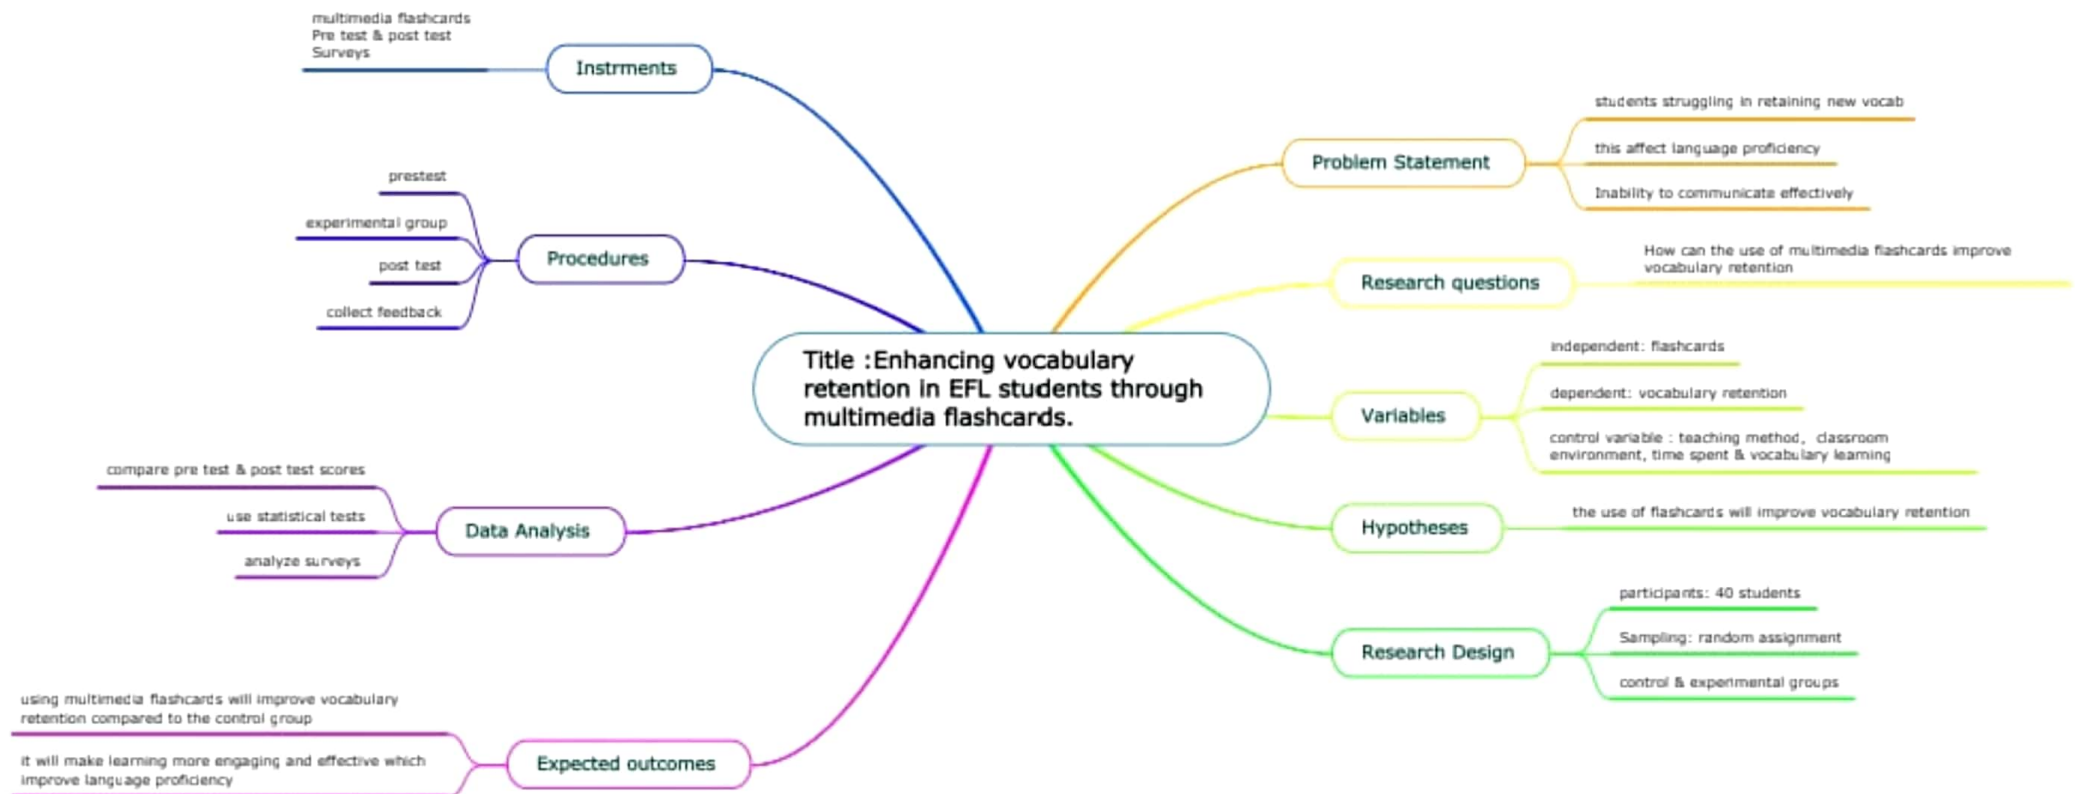 Title :Enhancing vocabulary
retention in EFL students through
multimedia flashcards.
Problem Statement
students struggling in retaining new vocab
this affect language proficiency
Inability to communicate effectively
Research questions
How can the use of multimedia flashcards improve
vocabulary retention
Variables
independent: flashcards
dependent: vocabulary retention
control variable : teaching method, classroom
environment, time spent & vocabulary learning
Hypotheses
the use of flashcards will improve vocabulary retention
Research Design
participants: 40 students
Sampling: random assignment
control & experimental groups
Instrments
multimedia flashcards
Pre test & post test
Surveys
Procedures
prestest
experimental group
post test
collect feedback
Data Analysis
compare pre test & post test scores
use statistical tests
analyze surveys
Expected outcomes
using multimedia flashcards will improve vocabulary
retention compared to the control group
it will make learning more engaging and effective which
improve language proficiency